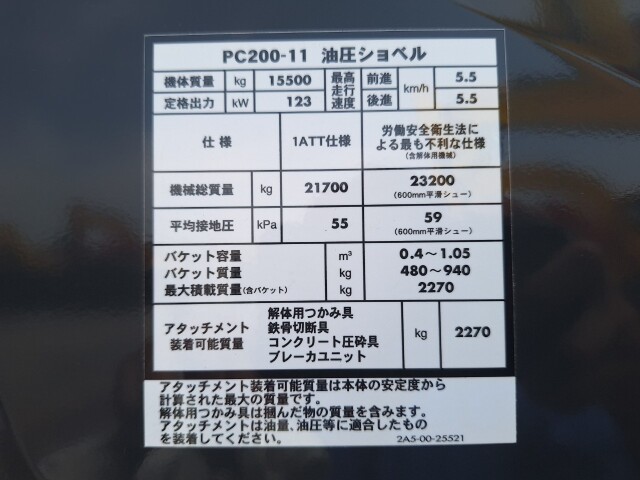 PC200-11 油圧ショベル
機体質量 kg 15500 最高走行速度 前進 km/h 5.5
定格出力 kW 123 後進 5.5
仕様 1ATT仕様 労働安全衛生法による最も不利な仕様
(含解体用機械)
機械総質量 kg 21700 23200
(600mm平滑シュー)
平均接地圧 kPa 55 59
(600mm平滑シュー)
バケット容量 m³ 0.4～1.05
バケット質量 kg 480～940
最大積載質量(含バケット) kg 2270
アタッチメント装着可能質量 解体用つかみ具 kg 2270
鉄骨切断具
コンクリート圧砕具
ブレーカユニット
アタッチメント装着可能質量は本体の安定度から
計算された最大の質量です。
解体用つかみ具は掴んだ物の質量を含みます。
アタッチメントは油量、油圧等に適合したもの
を装着してください。 2A5-00-25521